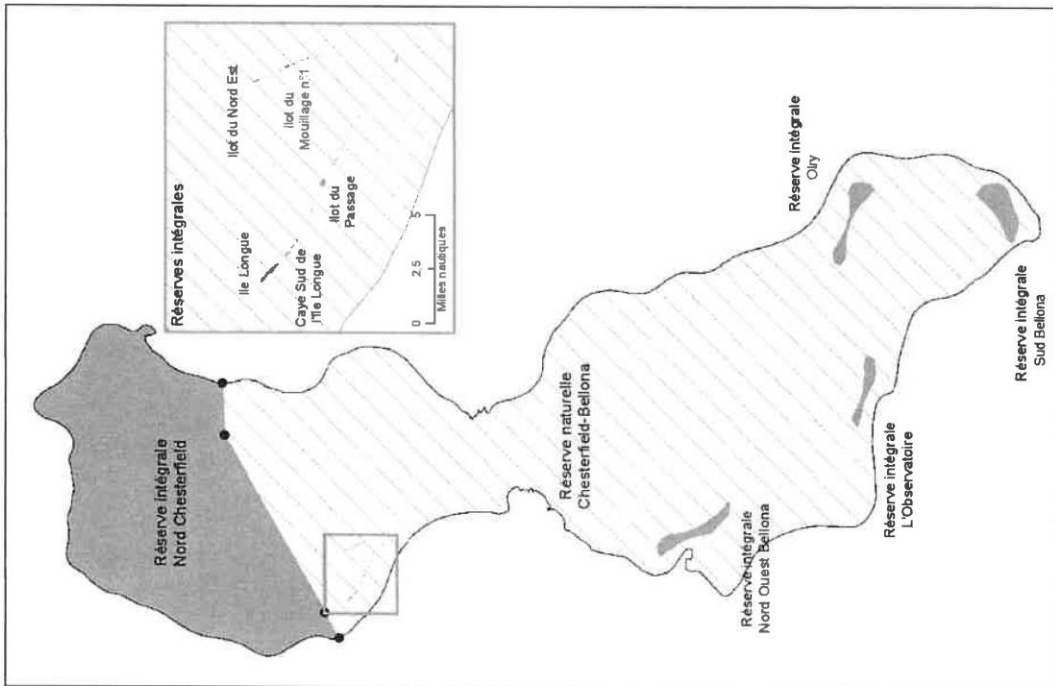 Réserves intégrales
Ilot du Nord Est
Ile Longue
Ilot du
Mouillage n°1
Caye Sud de
l'Ile Longue
Ilot du
Passage
0
2.5
5
Milles nautiques
Réserve intégrale
Nord Chesterfield
Réserve naturelle
Chesterfield-Bellona
Réserve intégrale
Olry
Réserve intégrale
Nord Ouest Bellona
Réserve intégrale
L'Observatoire
Réserve intégrale
Sud Bellona